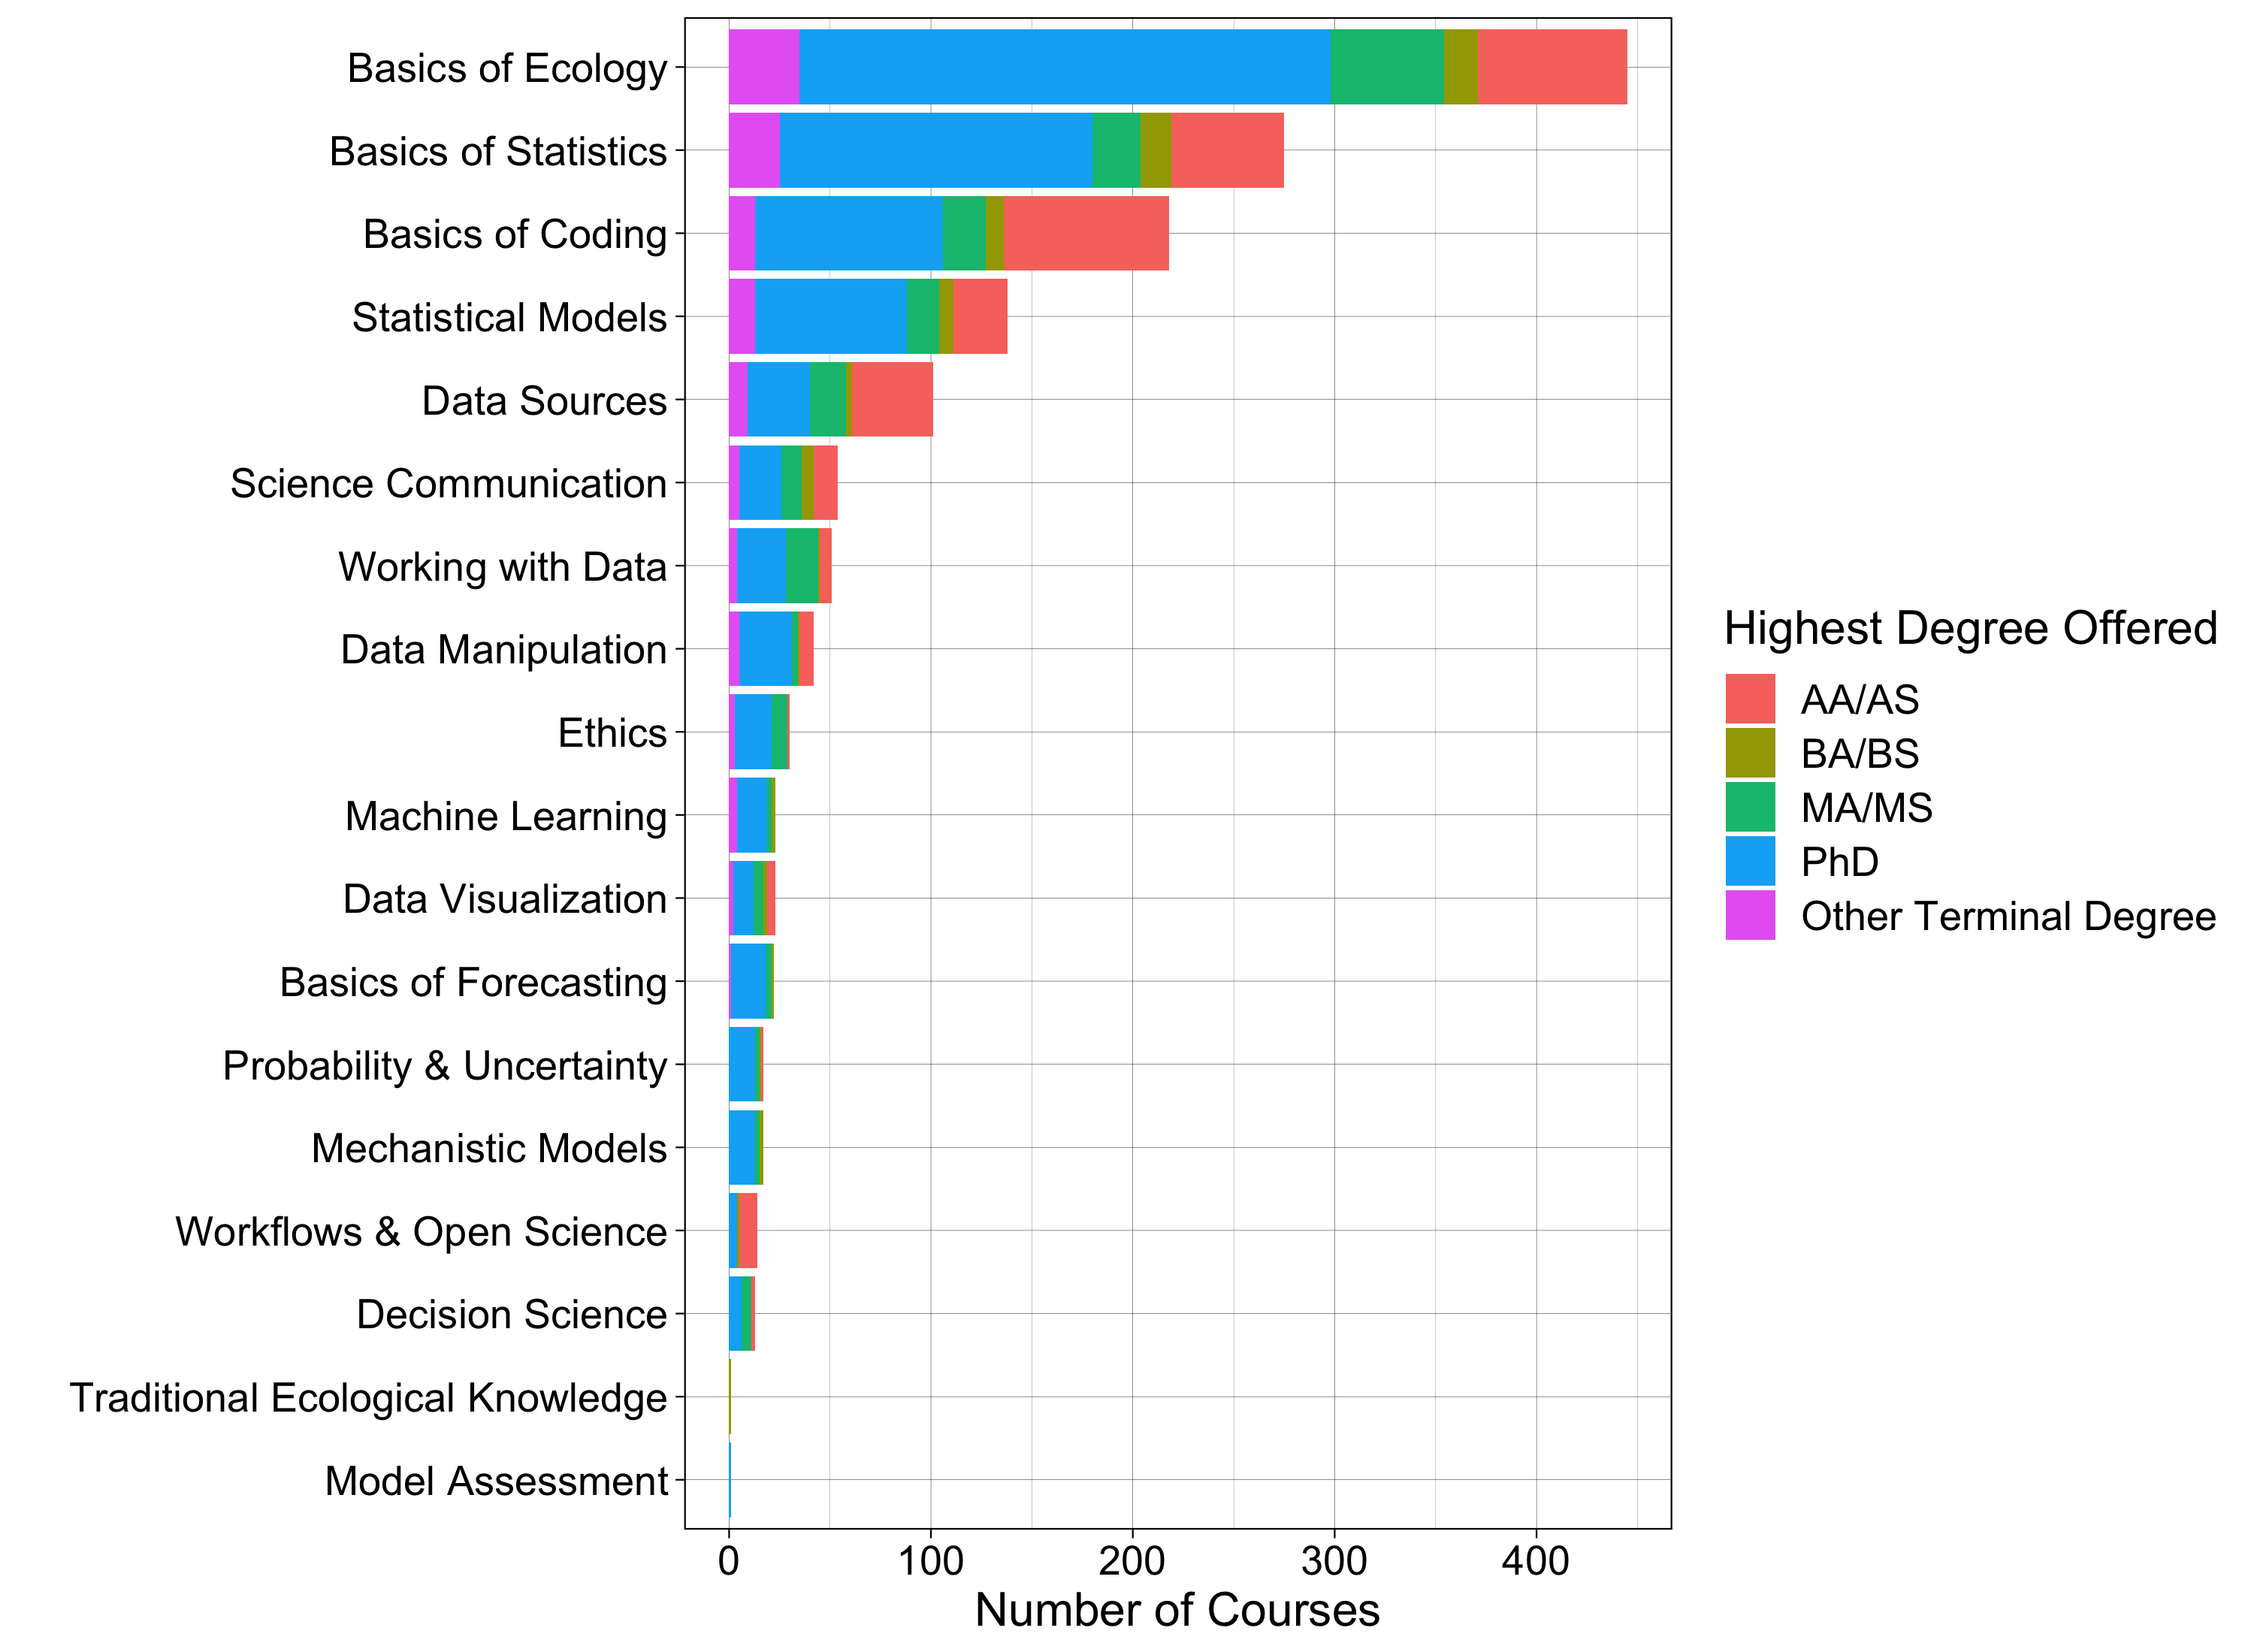 Basics of Ecology
Basics of Statistics
Basics of Coding
Statistical Models
Data Sources
Science Communication
Working with Data
Data Manipulation
Ethics
Machine Learning
Data Visualization
Basics of Forecasting
Probability & Uncertainty
Mechanistic Models
Workflows & Open Science
Decision Science
Traditional Ecological Knowledge
Model Assessment
0 100 200 300 400
Number of Courses
Highest Degree Offered
AA/AS
BA/BS
MA/MS
PhD
Other Terminal Degree